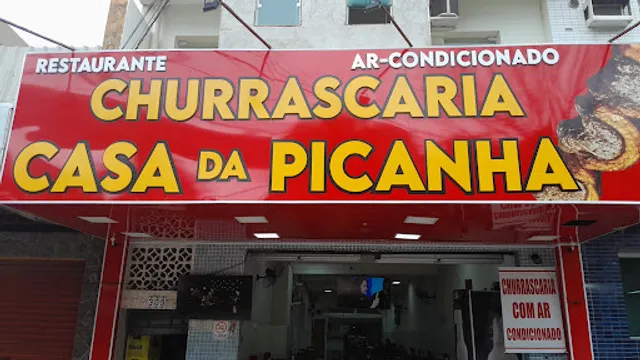 RESTAURANTE
AR-CONDICIONADO
CHURRASCARIA
CASA DA PICANHA
CHURRASCARIA
COM AR
CONDICIONADO